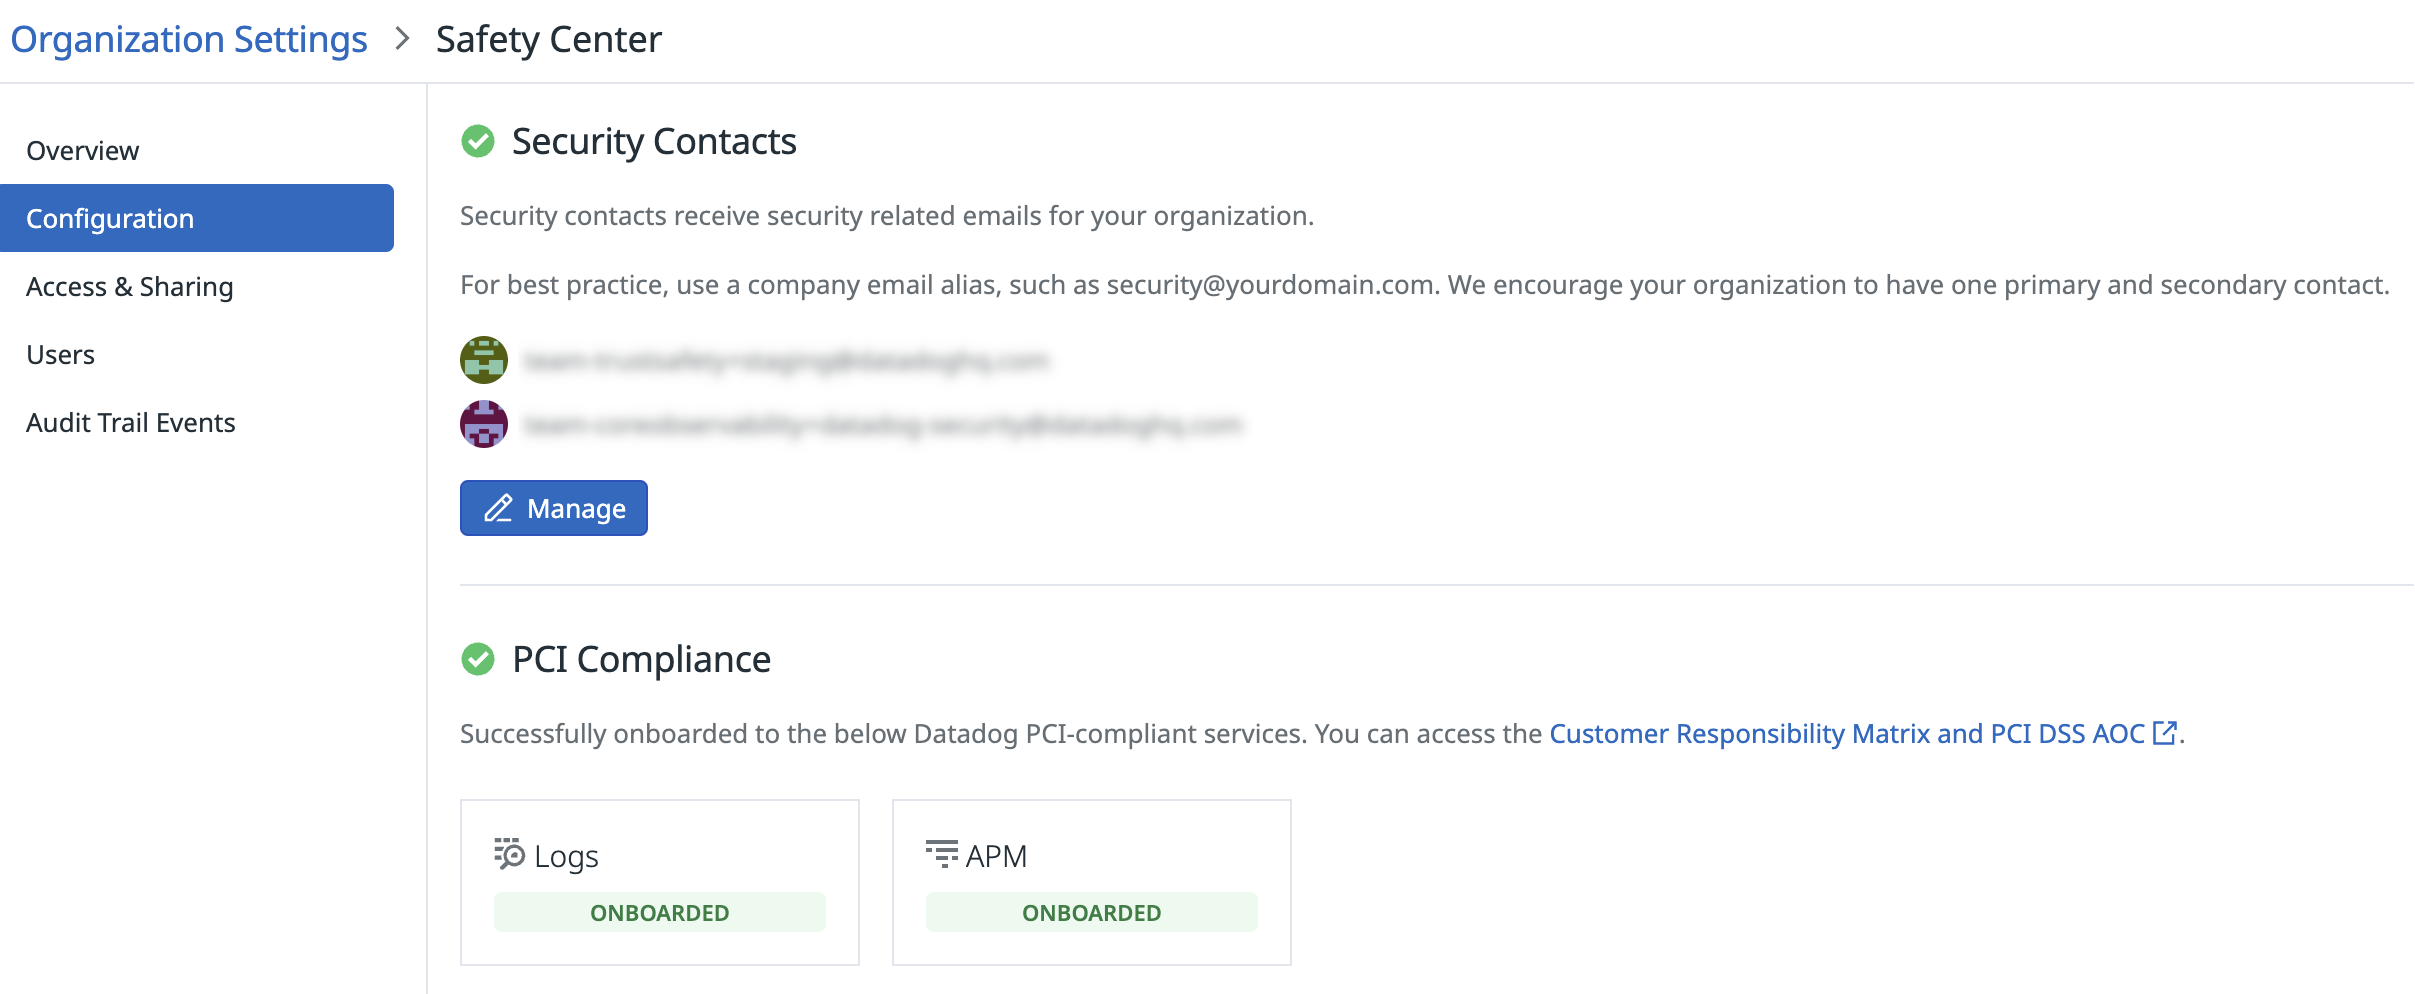 Organization Settings > Safety Center
Overview
Configuration
Access & Sharing
Users
Audit Trail Events
Security Contacts
Security contacts receive security related emails for your organization.
For best practice, use a company email alias, such as security@yourdomain.com. We encourage your organization to have one primary and secondary contact.
Manage
PCI Compliance
Successfully onboarded to the below Datadog PCI-compliant services. You can access the Customer Responsibility Matrix and PCI DSS AOC.
Logs
ONBOARDED
APM
ONBOARDED